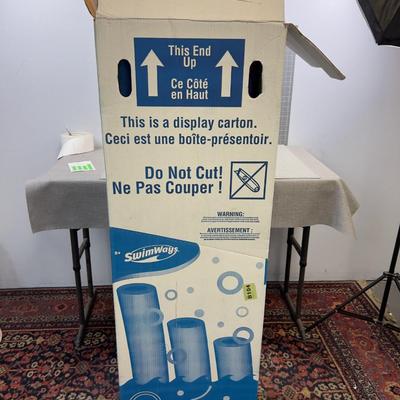 This End
Up
Ce Côté
en Haut
This is a display carton.
Ceci est une boîte-présentoir.
Do Not Cut!
Ne Pas Couper !
WARNING:
AVERTISSEMENT :
SwimWays